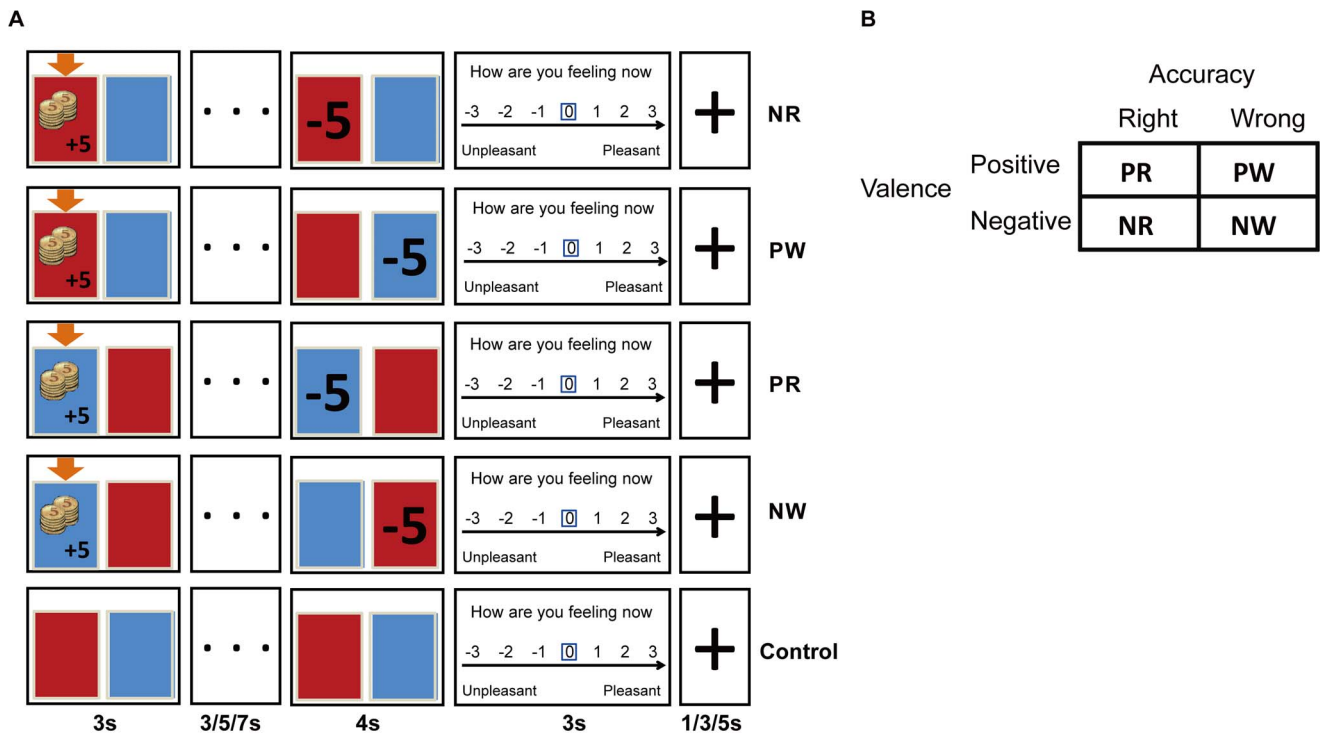 A
5
+5
. . .
-5
How are you feeling now
-3 -2 -1 0 1 2 3
Unpleasant Pleasant
+
NR
5
+5
. . .
-5
How are you feeling now
-3 -2 -1 0 1 2 3
Unpleasant Pleasant
+
PW
5
+5
. . .
-5
How are you feeling now
-3 -2 -1 0 1 2 3
Unpleasant Pleasant
+
PR
5
+5
. . .
-5
How are you feeling now
-3 -2 -1 0 1 2 3
Unpleasant Pleasant
+
NW
. . .
How are you feeling now
-3 -2 -1 0 1 2 3
Unpleasant Pleasant
+
Control
3s 3/5/7s 4s 3s 1/3/5s
B
Accuracy
Right Wrong
Valence
Positive PR PW
Negative NR NW